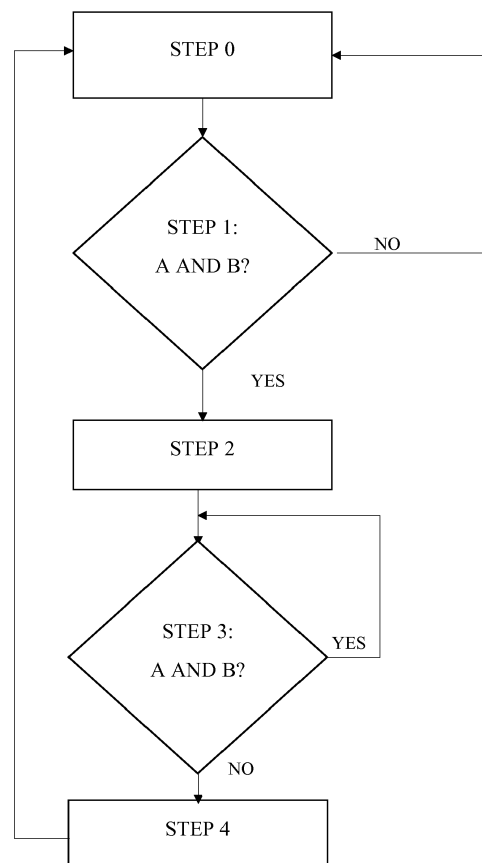 STEP 0
STEP 1:
A AND B?
NO
YES
STEP 2
STEP 3:
A AND B?
YES
NO
STEP 4